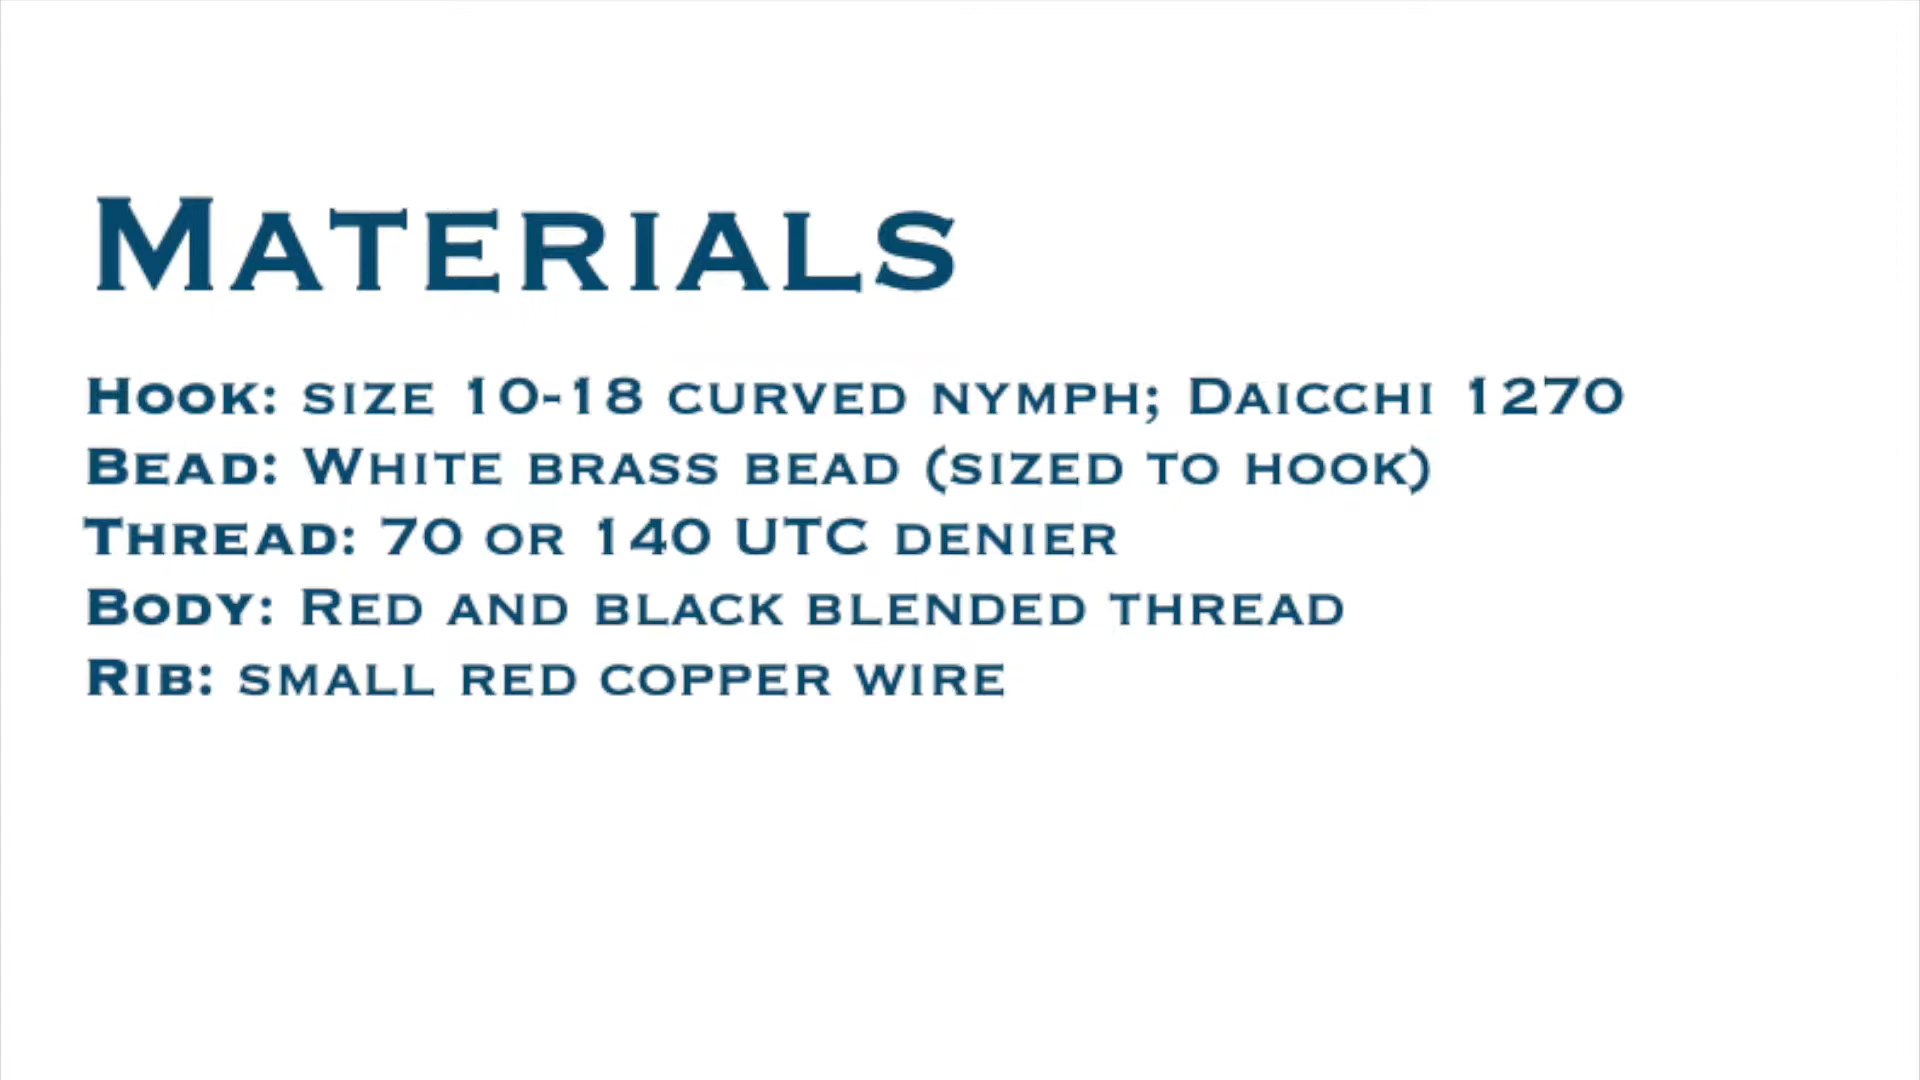 Materials
Hook: size 10-18 curved nymph; Daicchi 1270
Bead: White brass bead (sized to hook)
Thread: 70 or 140 UTC denier
Body: Red and black blended thread
Rib: small red copper wire